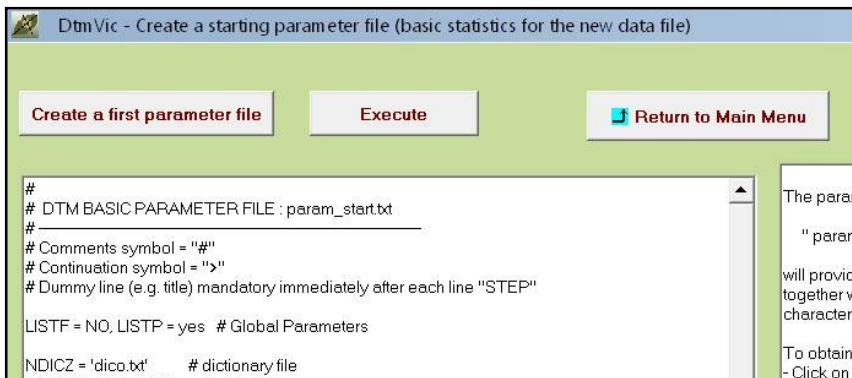 DtmVic - Create a starting parameter file (basic statistics for the new data file)
Create a first parameter file
Execute
Return to Main Menu
#
# DTM BASIC PARAMETER FILE : param_start.txt
#
# Comments symbol = "#"
# Continuation symbol = ">"
# Dummy line (e.g. title) mandatory immediately after each line "STEP"
LISTF = NO, LISTP = yes # Global Parameters
NDICZ = 'dico.txt' # dictionary file
The para
" para
will provid
together
character
To obtain
- Click on